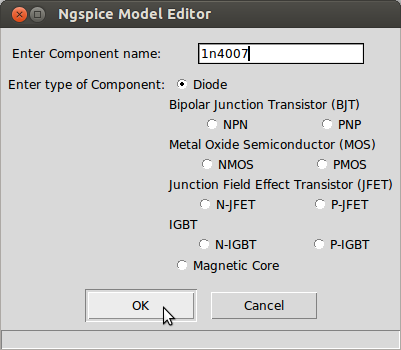 Ngspice Model Editor
Enter Component name: 1n4007
Enter type of Component: Diode
Bipolar Junction Transistor (BJT)
NPN PNP
Metal Oxide Semiconductor (MOS)
NMOS PMOS
Junction Field Effect Transistor (JFET)
N-JFET P-JFET
IGBT
N-IGBT P-IGBT
Magnetic Core
OK Cancel